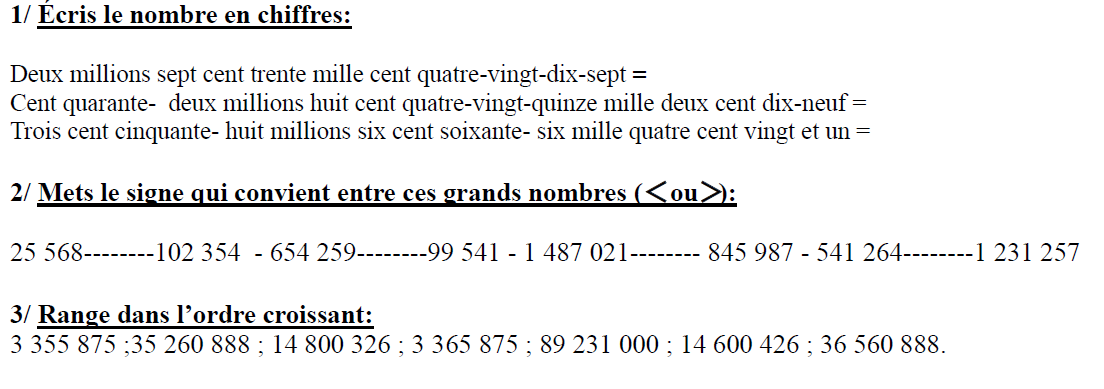 1/ Écris le nombre en chiffres:
Deux millions sept cent trente mille cent quatre-vingt-dix-sept =
Cent quarante-  deux millions huit cent quatre-vingt-quinze mille deux cent dix-neuf =
Trois cent cinquante- huit millions six cent soixante- six mille quatre cent vingt et un =
2/ Mets le signe qui convient entre ces grands nombres (<ou>):
25 568--------102 354  - 654 259--------99 541 - 1 487 021-------- 845 987 - 541 264--------1 231 257
3/ Range dans l’ordre croissant:
3 355 875 ;35 260 888 ; 14 800 326 ; 3 365 875 ; 89 231 000 ; 14 600 426 ; 36 560 888.